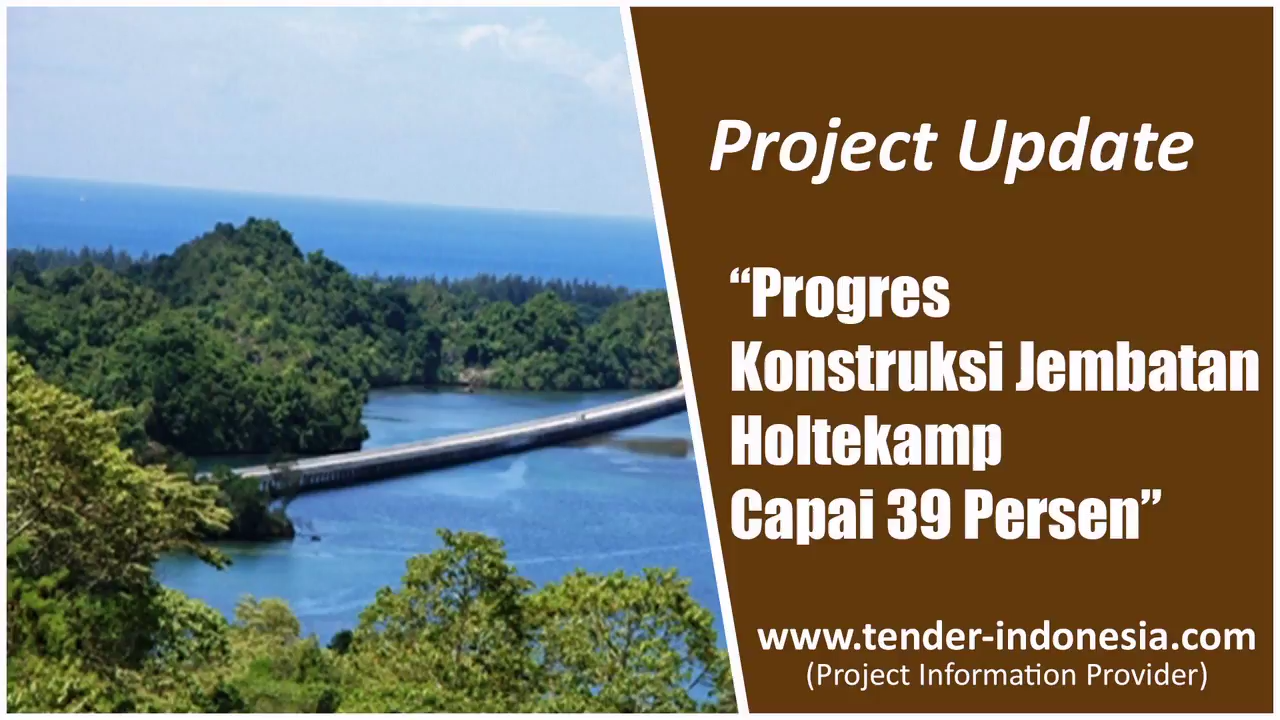 Project Update
“Progres
Konstruksi Jembatan
Holtekamp
Capai 39 Persen”
www.tender-indonesia.com
(Project Information Provider)